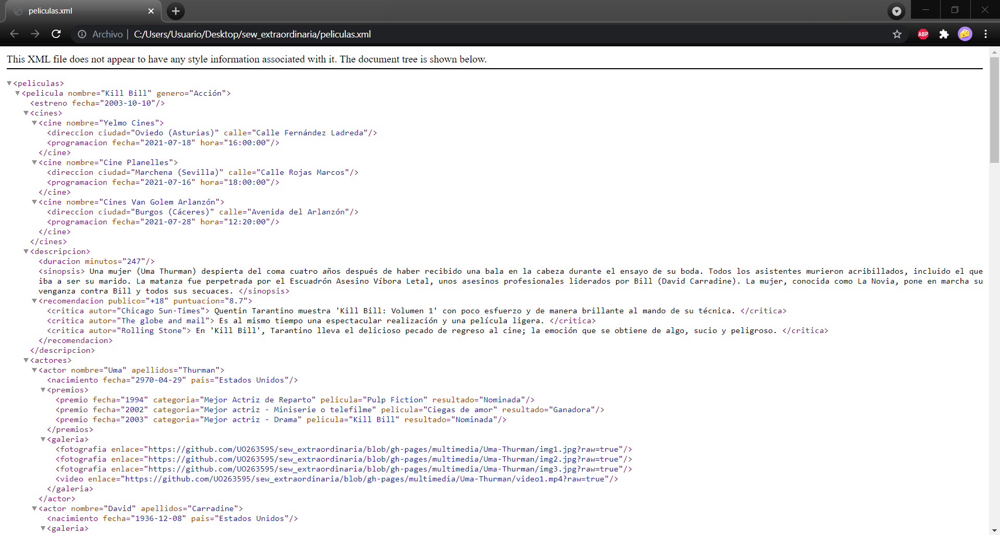 peliculas.xml
Archivo | C:/Users/Usuario/Desktop/sew_extraordinaria/peliculas.xml
ABP
This XML file does not appear to have any style information associated with it. The document tree is shown below.
▼<peliculas>
▼<pelicula nombre="Kill Bill" genero="Acción">
<estreno fecha="2003-10-10"/>
▼<cines>
▼<cine nombre="Yelmo Cines">
<direccion ciudad="Oviedo (Asturias)" calle="Calle Fernández Ladreda"/>
<programacion fecha="2021-07-18" hora="16:00:00"/>
</cine>
▼<cine nombre="Cine Planelles">
<direccion ciudad="Marchena (Sevilla)" calle="Calle Rojas Marcos"/>
<programacion fecha="2021-07-16" hora="18:00:00"/>
</cine>
▼<cine nombre="Cines Van Golem Arlanzón">
<direccion ciudad="Burgos (Cáceres)" calle="Avenida del Arlanzón"/>
<programacion fecha="2021-07-28" hora="12:20:00"/>
</cine>
</cines>
▼<descripcion>
<duracion minutos="247"/>
<sinopsis> Una mujer (Uma Thurman) despierta del coma cuatro años después de haber recibido una bala en la cabeza durante el ensayo de su boda. Todos los asistentes murieron acribillados, incluido el que
iba a ser su marido. La matanza fue perpetrada por el Escuadrón Asesino Víbora Letal, unos asesinos profesionales liderados por Bill (David Carradine). La mujer, conocida como La Novia, pone en marcha su
venganza contra Bill y todos sus secuaces. </sinopsis>
▼<recomendacion publico="+18" puntuacion="8.7">
<critica autor="Chicago Sun-Times"> Quentin Tarantino muestra 'Kill Bill: Volumen 1' con poco esfuerzo y de manera brillante al mando de su técnica. </critica>
<critica autor="The globe and mail"> Es al mismo tiempo una espectacular realización y una película ligera. </critica>
<critica autor="Rolling Stone"> En 'Kill Bill', Tarantino lleva el delicioso pecado de regreso al cine; la emoción que se obtiene de algo, sucio y peligroso. </critica>
</recomendacion>
</descripcion>
▼<actores>
▼<actor nombre="Uma" apellidos="Thurman">
<nacimiento fecha="2970-04-29" pais="Estados Unidos"/>
▼<premios>
<premio fecha="1994" categoria="Mejor Actriz de Reparto" pelicula="Pulp Fiction" resultado="Nominada"/>
<premio fecha="2002" categoria="Mejor actriz - Miniserie o telefilme" pelicula="Ciegas de amor" resultado="Ganadora"/>
<premio fecha="2003" categoria="Mejor actriz - Drama" pelicula="Kill Bill" resultado="Nominada"/>
</premios>
▼<galeria>
<fotografia enlace="https://github.com/UO263595/sew_extraordinaria/blob/gh-pages/multimedia/Uma-Thurman/img1.jpg?raw=true"/>
<fotografia enlace="https://github.com/UO263595/sew_extraordinaria/blob/gh-pages/multimedia/Uma-Thurman/img2.jpg?raw=true"/>
<fotografia enlace="https://github.com/UO263595/sew_extraordinaria/blob/gh-pages/multimedia/Uma-Thurman/img3.jpg?raw=true"/>
<video enlace="https://github.com/UO263595/sew_extraordinaria/blob/gh-pages/multimedia/Uma-Thurman/video1.mp4?raw=true"/>
</galeria>
</actor>
▼<actor nombre="David" apellidos="Carradine">
<nacimiento fecha="1936-12-08" pais="Estados Unidos"/>
▼<galeria>